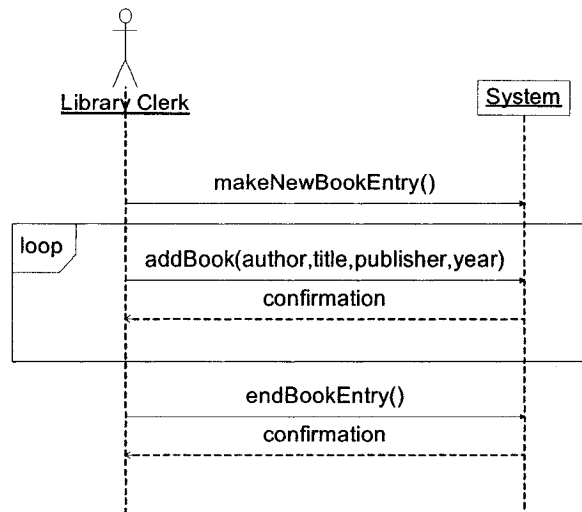 Library Clerk
System
makeNewBookEntry()
loop
addBook(author,title,publisher,year)
confirmation
endBookEntry()
confirmation